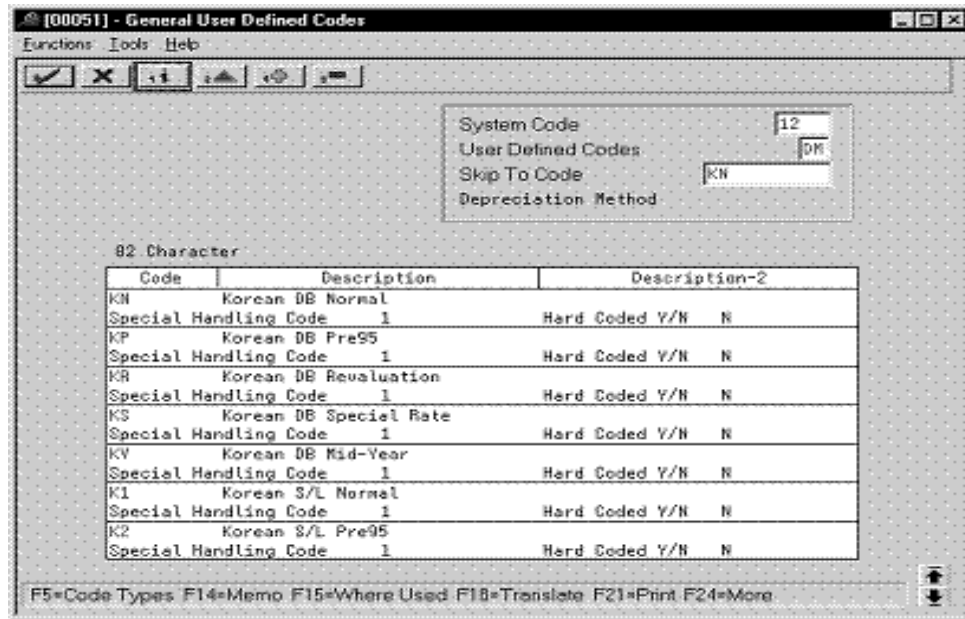 [00051] - General User Defined Codes
Functions Tools Help
System Code 12
User Defined Codes DM
Skip To Code KN
Depreciation Method
82 Character
Code Description Description-2
KN Korean DB Normal
Special Handling Code 1 Hard Coded Y/N N
KP Korean DB Pre95
Special Handling Code 1 Hard Coded Y/N N
KR Korean DB Revaluation
Special Handling Code 1 Hard Coded Y/N N
KS Korean DB Special Rate
Special Handling Code 1 Hard Coded Y/N N
KY Korean DB Mid-Year
Special Handling Code 1 Hard Coded Y/N N
K1 Korean S/L Normal
Special Handling Code 1 Hard Coded Y/N N
K2 Korean S/L Pre95
Special Handling Code 1 Hard Coded Y/N N
F5=Code Types F14=Memo F15=Where Used F18=Translate F21=Print F24=More